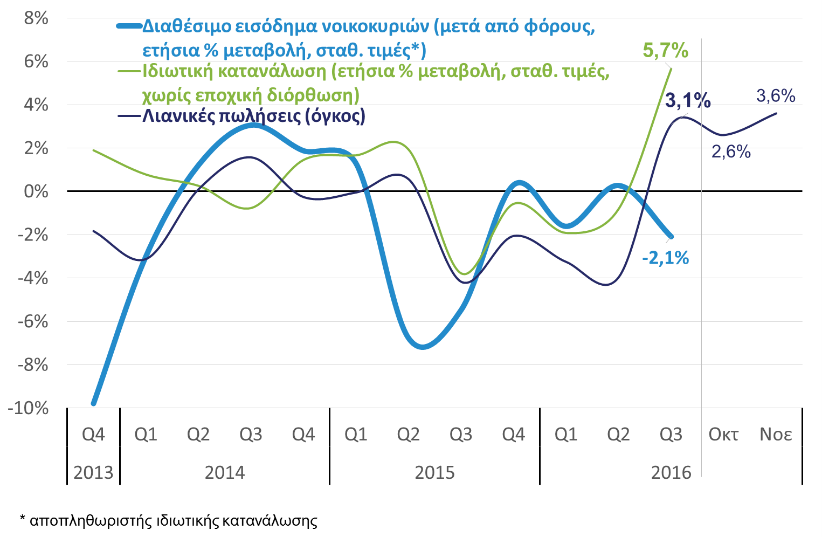 8%
6%
4%
2%
0%
-2%
-4%
-6%
-8%
-10%
Διαθέσιμο εισόδημα νοικοκυριών (μετά από φόρους,
ετήσια % μεταβολή, σταθ. τιμές*)
Ιδιωτική κατανάλωση (ετήσια % μεταβολή, σταθ. τιμές,
χωρίς εποχική διόρθωση)
Λιανικές πωλήσεις (όγκος)
5,7%
3,1%
3,6%
2,6%
-2,1%
Q4 Q1 Q2 Q3 Q4 Q1 Q2 Q3 Q4 Q1 Q2 Q3 Οκτ Νοε
2013 2014 2015 2016
* αποπληθωριστής ιδιωτικής κατανάλωσης